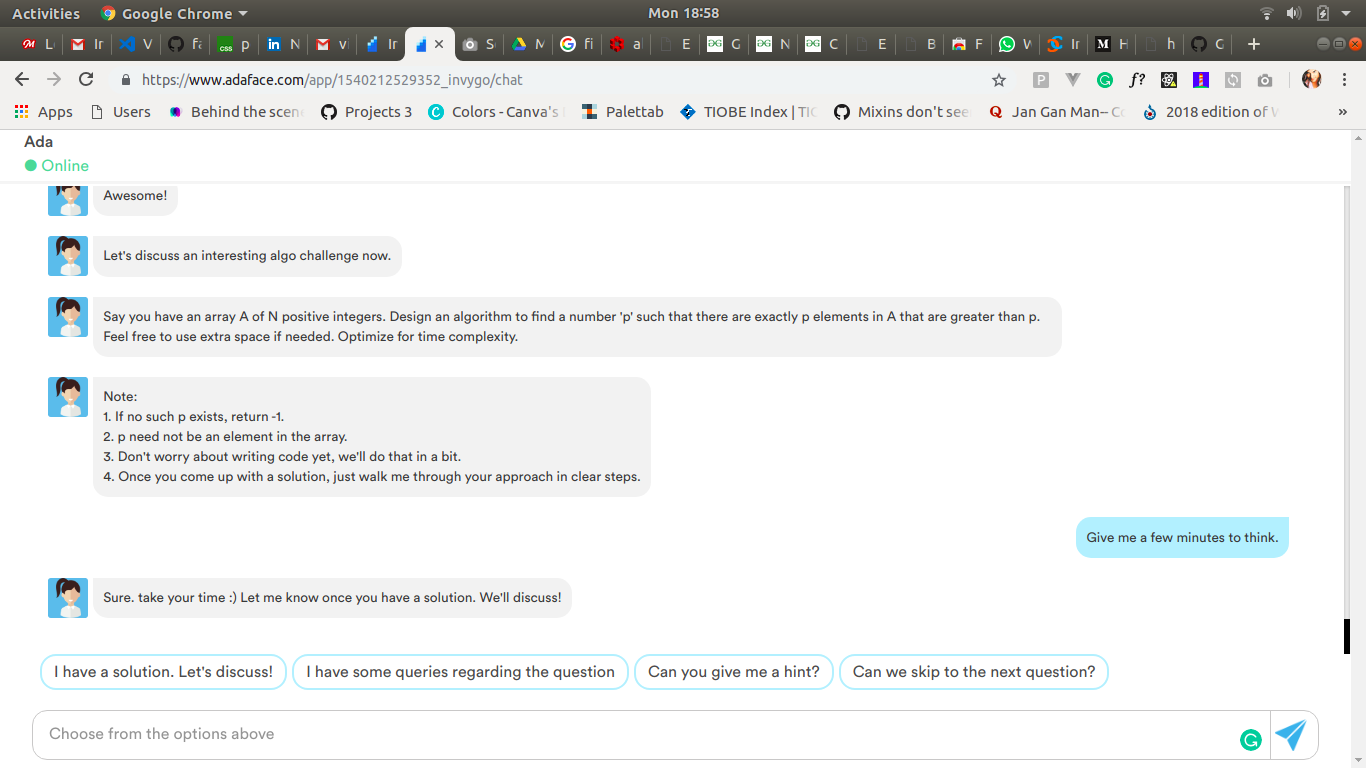 Activities Google Chrome Mon 18:58
L Ir V fa p N v Ir S M fi a E G N C E B F W Ir H h G
https://www.adaface.com/app/1540212529352_invygo/chat
Apps Users Behind the scen Projects 3 Colors - Canva's Palettab TIOBE Index | TIO Mixins don't see Jan Gan Man-- Co 2018 edition of »
Ada
Online
Awesome!
Let's discuss an interesting algo challenge now.
Say you have an array A of N positive integers. Design an algorithm to find a number 'p' such that there are exactly p elements in A that are greater than p.
Feel free to use extra space if needed. Optimize for time complexity.
Note:
1. If no such p exists, return -1.
2. p need not be an element in the array.
3. Don't worry about writing code yet, we'll do that in a bit.
4. Once you come up with a solution, just walk me through your approach in clear steps.
Give me a few minutes to think.
Sure. take your time :) Let me know once you have a solution. We'll discuss!
I have a solution. Let's discuss! I have some queries regarding the question Can you give me a hint? Can we skip to the next question?
Choose from the options above